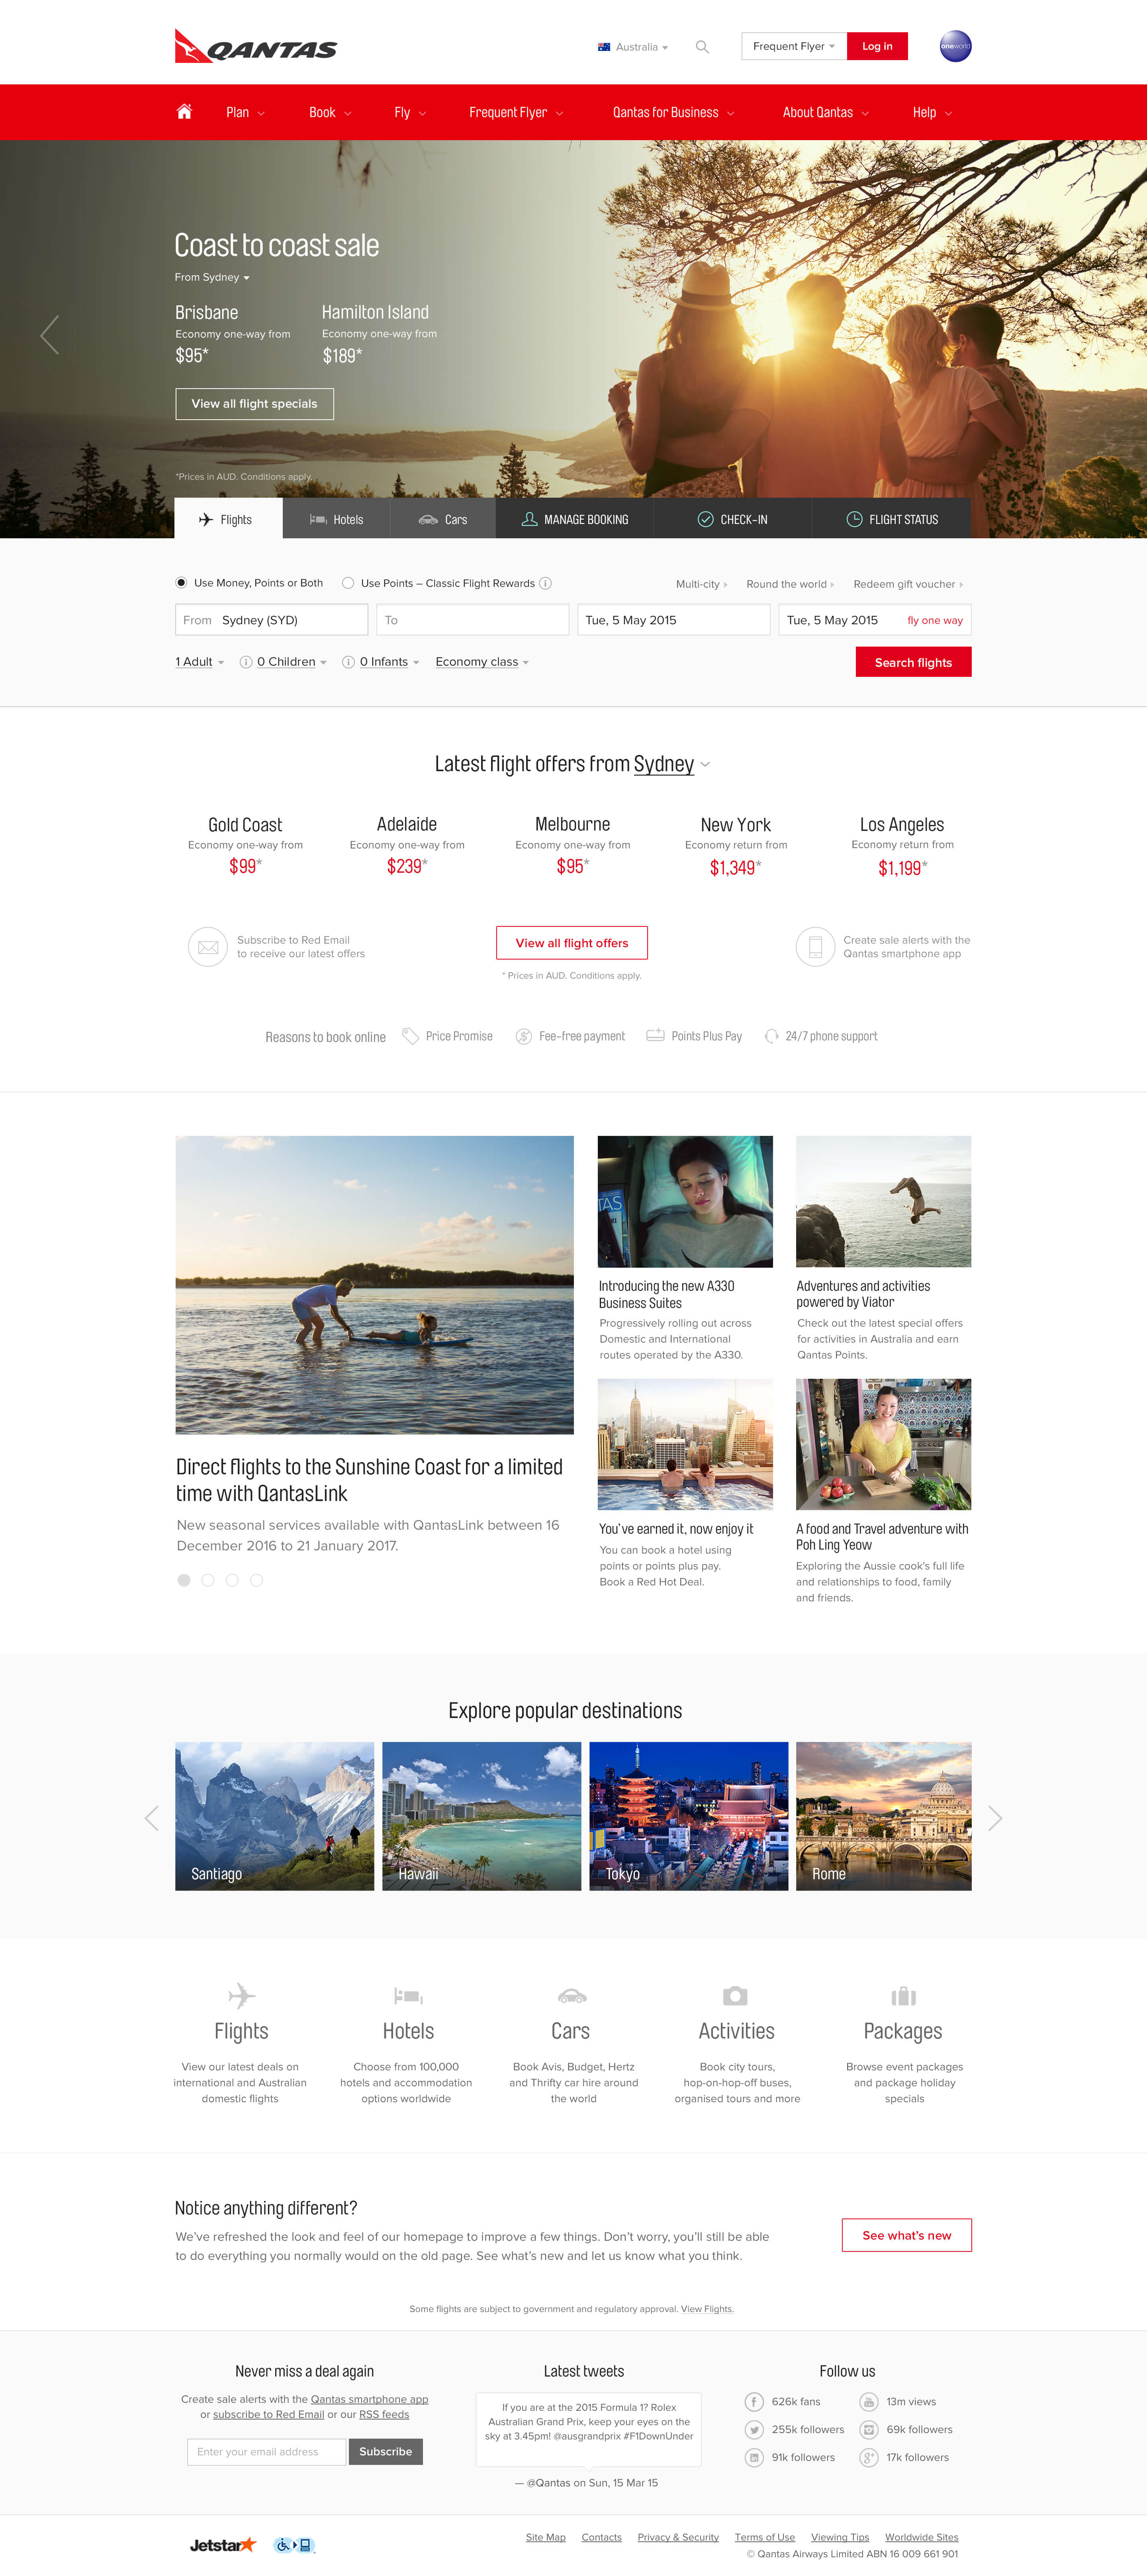 QANTAS
Australia
Frequent Flyer
Log in
oneworld
Plan
Book
Fly
Frequent Flyer
Qantas for Business
About Qantas
Help
Coast to coast sale
From Sydney
Brisbane
Economy one-way from
$95*
Hamilton Island
Economy one-way from
$189*
View all flight specials
*Prices in AUD. Conditions apply.
Flights
Hotels
Cars
MANAGE BOOKING
CHECK-IN
FLIGHT STATUS
Use Money, Points or Both
Use Points – Classic Flight Rewards
Multi-city
Round the world
Redeem gift voucher
From Sydney (SYD)
To
Tue, 5 May 2015
Tue, 5 May 2015 fly one way
1 Adult
0 Children
0 Infants
Economy class
Search flights
Latest flight offers from Sydney
Gold Coast
Economy one-way from
$99*
Adelaide
Economy one-way from
$239*
Melbourne
Economy one-way from
$95*
New York
Economy return from
$1,349*
Los Angeles
Economy return from
$1,199*
Subscribe to Red Email
to receive our latest offers
View all flight offers
* Prices in AUD. Conditions apply.
Create sale alerts with the
Qantas smartphone app
Reasons to book online
Price Promise
Fee-free payment
Points Plus Pay
24/7 phone support
TAS
Direct flights to the Sunshine Coast for a limited
time with QantasLink
New seasonal services available with QantasLink between 16
December 2016 to 21 January 2017.
Introducing the new A330
Business Suites
Progressively rolling out across
Domestic and International
routes operated by the A330.
Adventures and activities
powered by Viator
Check out the latest special offers
for activities in Australia and earn
Qantas Points.
You've earned it, now enjoy it
You can book a hotel using
points or points plus pay.
Book a Red Hot Deal.
A food and Travel adventure with
Poh Ling Yeow
Exploring the Aussie cook's full life
and relationships to food, family
and friends.
Explore popular destinations
Santiago
Hawaii
Tokyo
Rome
Flights
View our latest deals on
international and Australian
domestic flights
Hotels
Choose from 100,000
hotels and accommodation
options worldwide
Cars
Book Avis, Budget, Hertz
and Thrifty car hire around
the world
Activities
Book city tours,
hop-on-hop-off buses,
organised tours and more
Packages
Browse event packages
and package holiday
specials
Notice anything different?
We've refreshed the look and feel of our homepage to improve a few things. Don't worry, you'll still be able
to do everything you normally would on the old page. See what's new and let us know what you think.
See what's new
Some flights are subject to government and regulatory approval. View Flights.
Never miss a deal again
Create sale alerts with the Qantas smartphone app
or subscribe to Red Email or our RSS feeds
Enter your email address
Subscribe
Latest tweets
If you are at the 2015 Formula 1? Rolex
Australian Grand Prix, keep your eyes on the
sky at 3.45pm! @ausgrandprix #F1DownUnder
— @Qantas on Sun, 15 Mar 15
Follow us
626k fans
13m views
255k followers
69k followers
91k followers
17k followers
Jetstar
Site Map
Contacts
Privacy & Security
Terms of Use
Viewing Tips
Worldwide Sites
© Qantas Airways Limited ABN 16 009 661 901